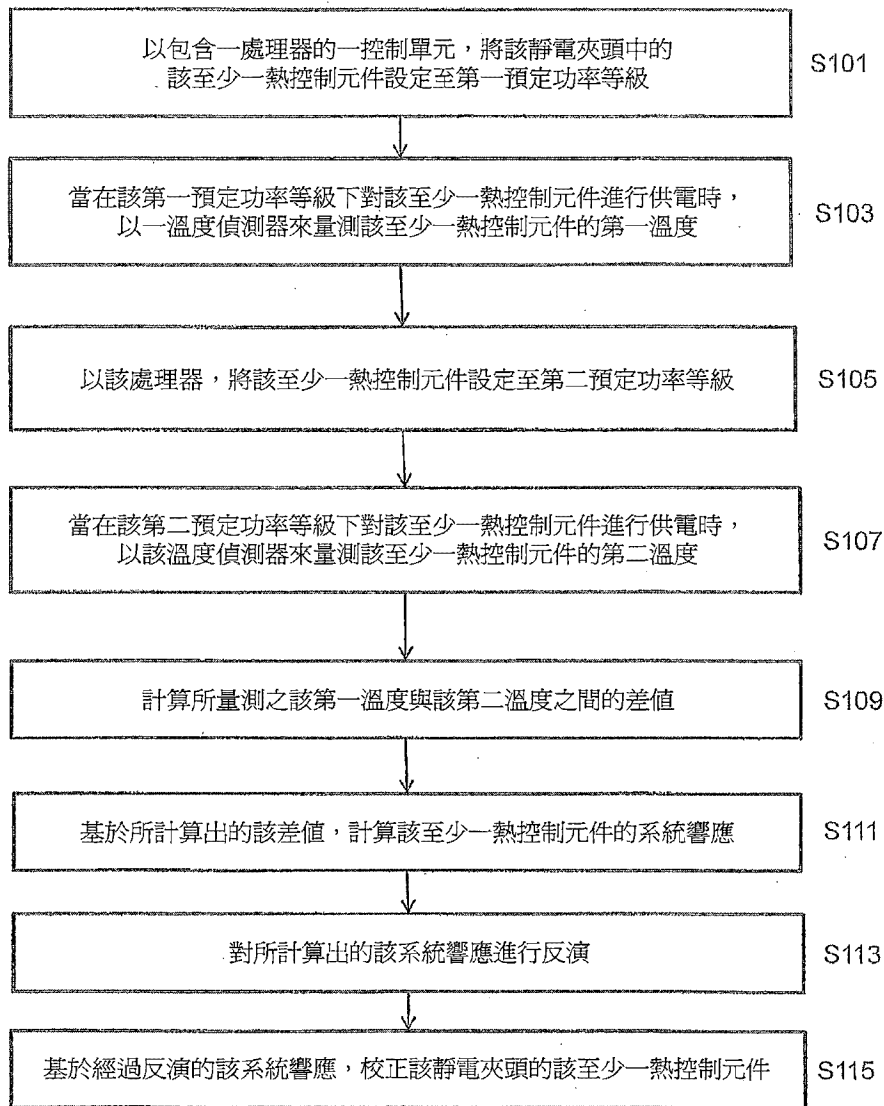 以包含一處理器的一控制單元，將該靜電夾頭中的
該至少一熱控制元件設定至第一預定功率等級
S101
當在該第一預定功率等級下對該至少一熱控制元件進行供電時，
以一溫度偵測器來量測該至少一熱控制元件的第一溫度
S103
以該處理器，將該至少一熱控制元件設定至第二預定功率等級
S105
當在該第二預定功率等級下對該至少一熱控制元件進行供電時，
以該溫度偵測器來量測該至少一熱控制元件的第二溫度
S107
計算所量測之該第一溫度與該第二溫度之間的差值
S109
基於所計算出的該差值，計算該至少一熱控制元件的系統響應
S111
對所計算出的該系統響應進行反演
S113
基於經過反演的該系統響應，校正該靜電夾頭的該至少一熱控制元件
S115